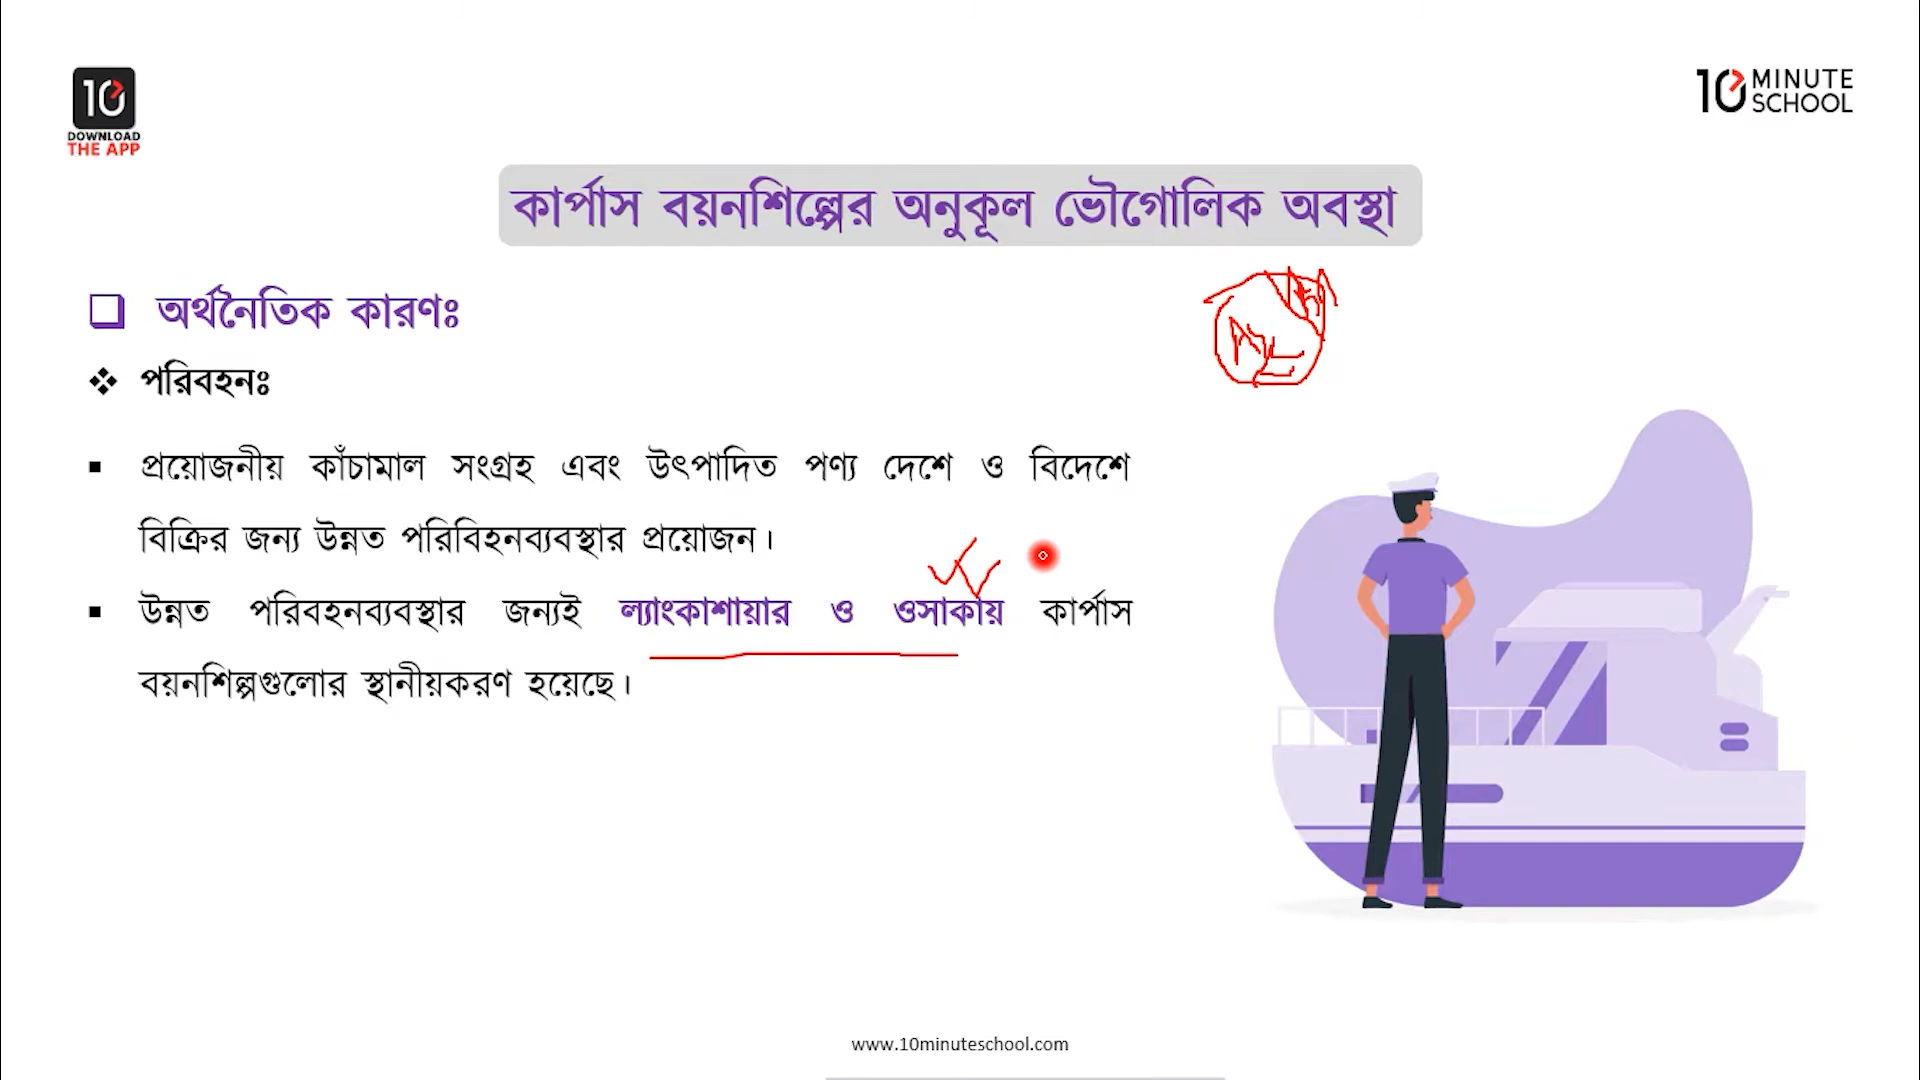 10
DOWNLOAD
THE APP
10 MINUTE
SCHOOL
কার্পাস বয়নশিল্পের অনুকূল ভৌগোলিক অবস্থা
অর্থনৈতিক কারণঃ
পরিবহনঃ
প্রয়োজনীয় কাঁচামাল সংগ্রহ এবং উৎপাদিত পণ্য দেশে ও বিদেশে
বিক্রির জন্য উন্নত পরিবিহনব্যবস্থার প্রয়োজন।
উন্নত পরিবহনব্যবস্থার জন্যই ল্যাংকাশায়ার ও ওসাকায় কার্পাস
বয়নশিল্পগুলোর স্থানীয়করণ হয়েছে।
www.10minuteschool.com